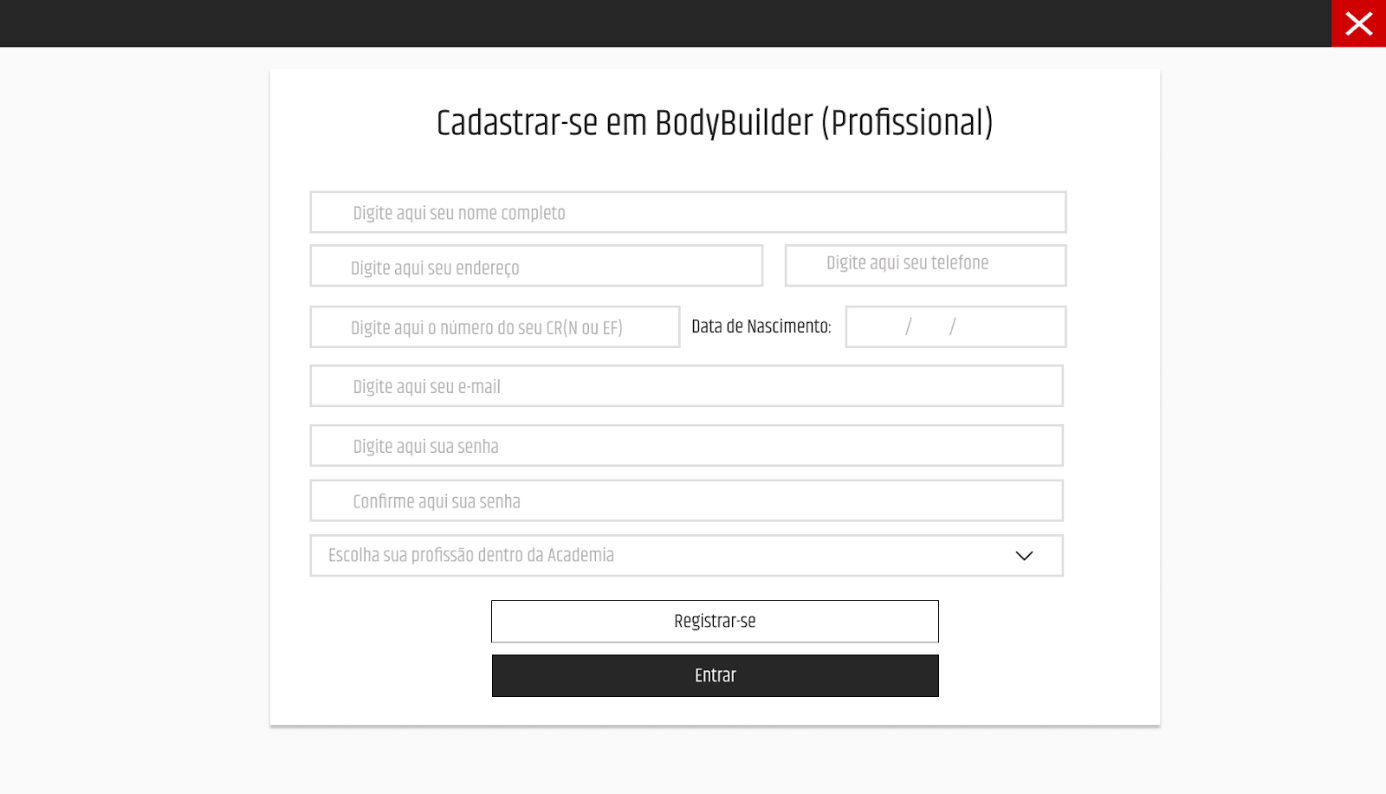 Cadastrar-se em BodyBuilder (Profissional)
Digite aqui seu nome completo
Digite aqui seu endereço
Digite aqui seu telefone
Digite aqui o número do seu CR(N ou EF)
Data de Nascimento:
/ /
Digite aqui seu e-mail
Digite aqui sua senha
Confirme aqui sua senha
Escolha sua profissão dentro da Academia
Registrar-se
Entrar